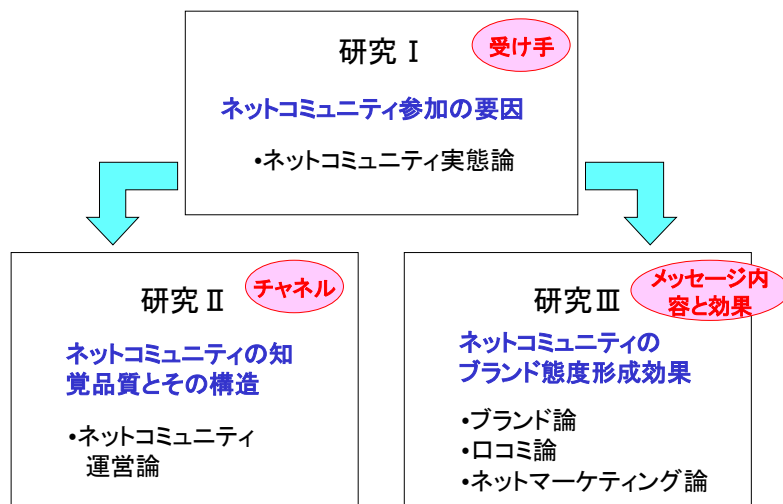 研究Ⅰ
受け手
ネットコミュニティ参加の要因
•ネットコミュニティ実態論
研究Ⅱ
チャネル
ネットコミュニティの知
覚品質とその構造
•ネットコミュニティ
運営論
研究Ⅲ
メッセージ内
容と効果
ネットコミュニティの
ブランド態度形成効果
•ブランド論
•口コミ論
•ネットマーケティング論